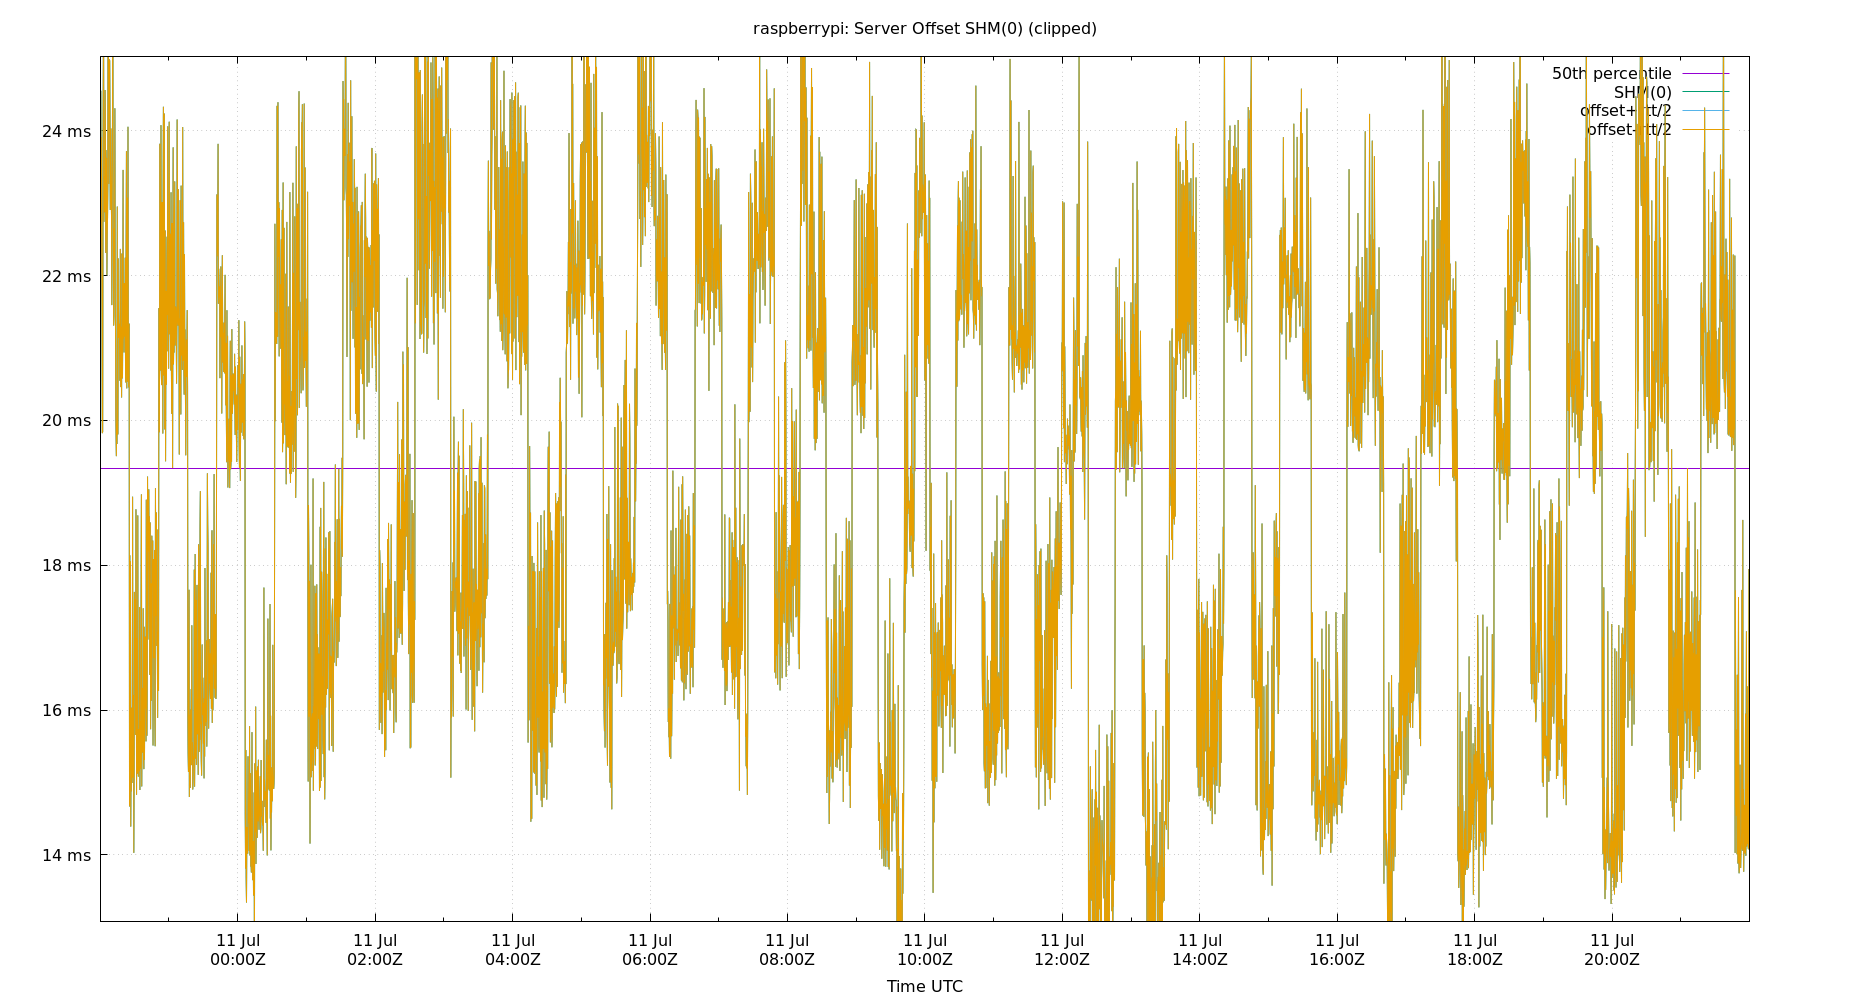 raspberrypi: Server Offset SHM(0) (clipped)
50th percentile
SHM(0)
offset+rtt/2
offset-rtt/2
24 ms
22 ms
20 ms
18 ms
16 ms
14 ms
11 Jul 11 Jul 11 Jul 11 Jul 11 Jul 11 Jul 11 Jul 11 Jul 11 Jul 11 Jul 11 Jul
00:00Z 02:00Z 04:00Z 06:00Z 08:00Z 10:00Z 12:00Z 14:00Z 16:00Z 18:00Z 20:00Z
Time UTC